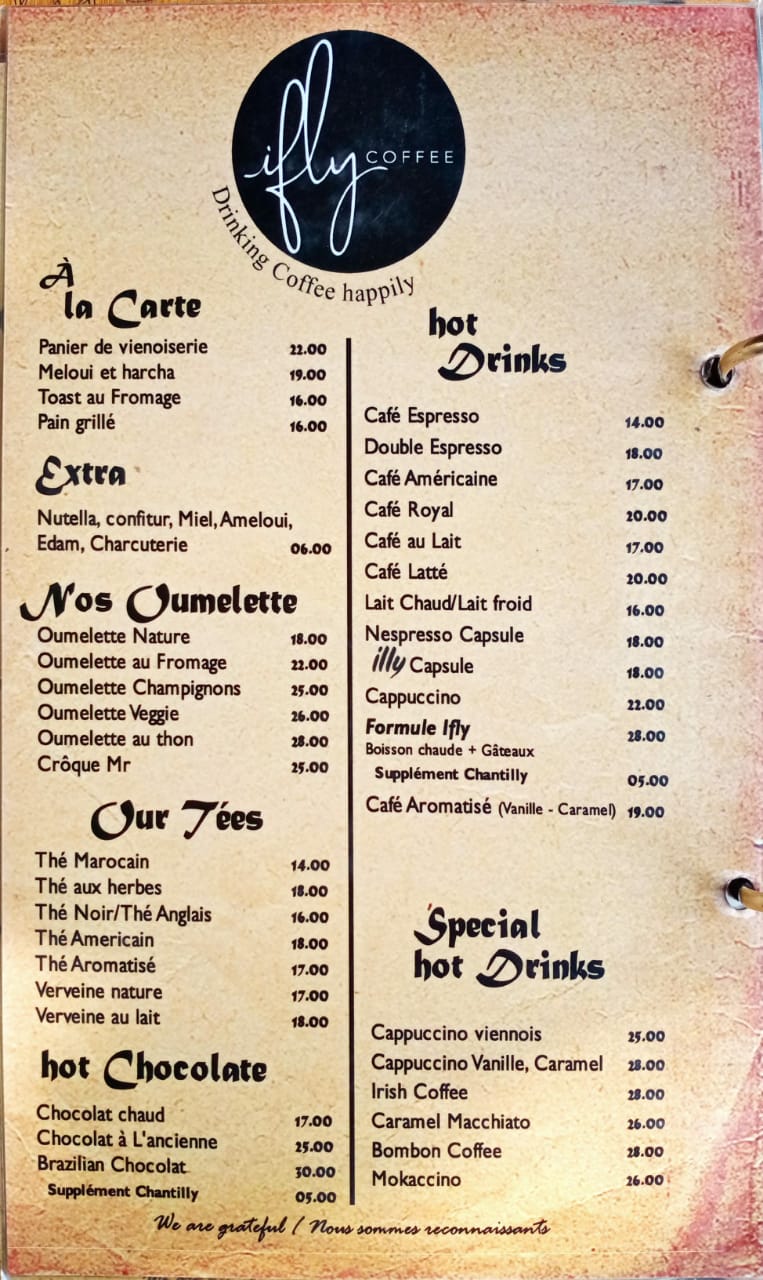 ifly COFFEE
Drinking Coffee happily
À
la Carte
Panier de vienoiserie 22.00
Meloui et harcha 19.00
Toast au Fromage 16.00
Pain grillé 16.00
Extra
Nutella, confitur, Miel, Ameloui,
Edam, Charcuterie 06.00
Nos Oumelette
Oumelette Nature 18.00
Oumelette au Fromage 22.00
Oumelette Champignons 25.00
Oumelette Veggie 26.00
Oumelette au thon 28.00
Crôque Mr 25.00
Our Tées
Thé Marocain 14.00
Thé aux herbes 18.00
Thé Noir/Thé Anglais 16.00
Thé Americain 18.00
Thé Aromatisé 17.00
Verveine nature 17.00
Verveine au lait 18.00
hot Chocolate
Chocolat chaud 17.00
Chocolat à L'ancienne 25.00
Brazilian Chocolat 30.00
Supplément Chantilly 05.00
hot
Drinks
Café Espresso 14.00
Double Espresso 18.00
Café Américaine 17.00
Café Royal 20.00
Café au Lait 17.00
Café Latté 20.00
Lait Chaud/Lait froid 16.00
Nespresso Capsule 18.00
illy Capsule 18.00
Cappuccino 22.00
Formule Ifly 28.00
Boisson chaude + Gâteaux
Supplément Chantilly 05.00
Café Aromatisé (Vanille - Caramel) 19.00
Special
hot Drinks
Cappuccino viennois 25.00
Cappuccino Vanille, Caramel 28.00
Irish Coffee 28.00
Caramel Macchiato 26.00
Bombon Coffee 28.00
Mokaccino 26.00
We are grateful / Nous sommes reconnaissants